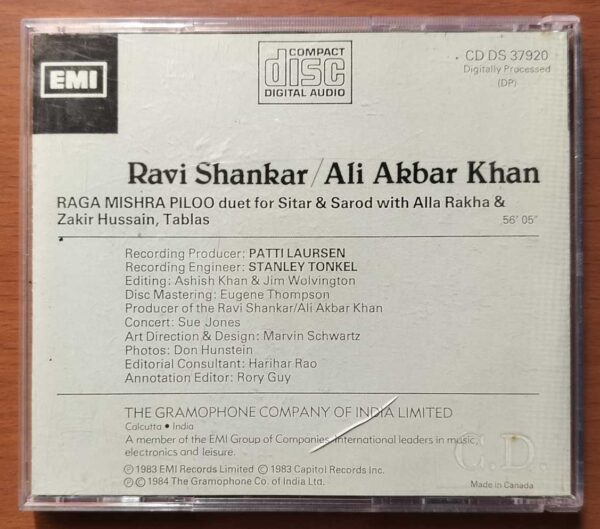 EMI
COMPACT
disc
DIGITAL AUDIO
CD DS 37920
Digitally Processed
(DP)
Ravi Shankar/Ali Akbar Khan
RAGA MISHRA PILOO duet for Sitar & Sarod with Alla Rakha &
Zakir Hussain, Tablas 56' 05"
Recording Producer: PATTI LAURSEN
Recording Engineer: STANLEY TONKEL
Editing: Ashish Khan & Jim Wolvington
Disc Mastering: Eugene Thompson
Producer of the Ravi Shankar/Ali Akbar Khan
Concert: Sue Jones
Art Direction & Design: Marvin Schwartz
Photos: Don Hunstein
Editorial Consultant: Harihar Rao
Annotation Editor: Rory Guy
THE GRAMOPHONE COMPANY OF INDIA LIMITED
Calcutta • India
A member of the EMI Group of Companies. International leaders in music,
electronics and leisure.
℗ 1983 EMI Records Limited © 1983 Capitol Records Inc.
℗ © 1984 The Gramophone Co. of India Ltd.
C.D.
Made in Canada